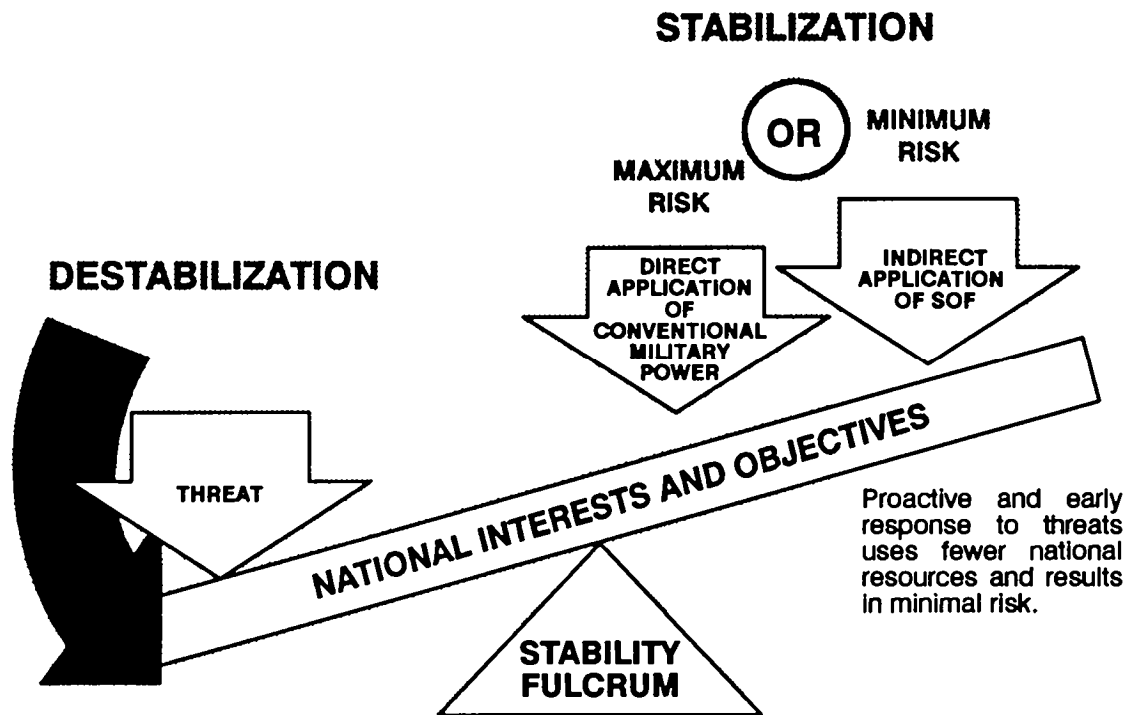 STABILIZATION
OR
MINIMUM
RISK
MAXIMUM
RISK
DESTABILIZATION
DIRECT
APPLICATION
OF
CONVENTIONAL
MILITARY
POWER
INDIRECT
APPLICATION
OF SOF
THREAT
NATIONAL INTERESTS AND OBJECTIVES
Proactive and early
response to threats
uses fewer national
resources and results
in minimal risk.
STABILITY
FULCRUM